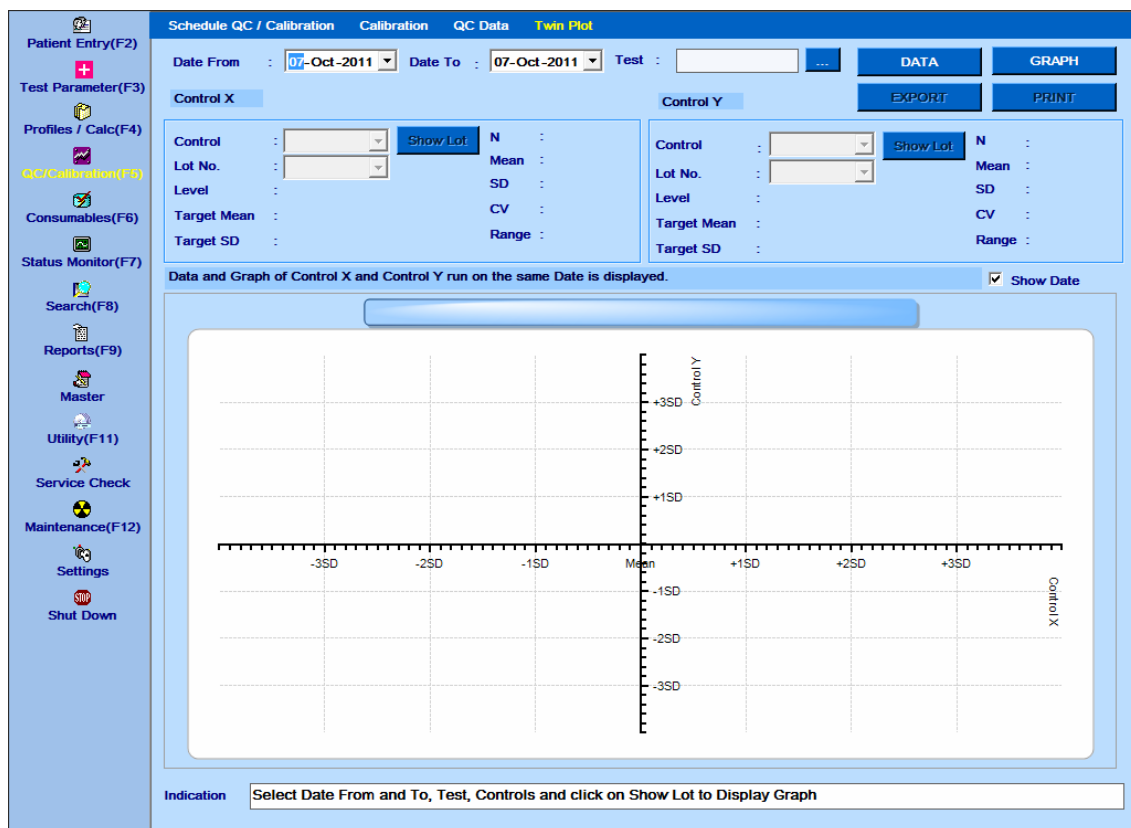 Patient Entry(F2)
Test Parameter(F3)
Profiles / Calc(F4)
QC/Calibration(F5)
Consumables(F6)
Status Monitor(F7)
Search(F8)
Reports(F9)
Master
Utility(F11)
Service Check
Maintenance(F12)
Settings
STOP
Shut Down
Schedule QC / Calibration Calibration QC Data Twin Plot
Date From : 07-Oct-2011 Date To : 07-Oct-2011 Test : ... DATA GRAPH
EXPORT PRINT
Control X
Control : Show Lot N :
Lot No. : Mean :
Level : SD :
Target Mean : CV :
Target SD : Range :
Control Y
Control : Show Lot N :
Lot No. : Mean :
Level : SD :
Target Mean : CV :
Target SD : Range :
Data and Graph of Control X and Control Y run on the same Date is displayed. Show Date
Control Y
+3SD
+2SD
+1SD
-3SD -2SD -1SD Mean +1SD +2SD +3SD
-1SD
-2SD
-3SD
Control X
Indication Select Date From and To, Test, Controls and click on Show Lot to Display Graph